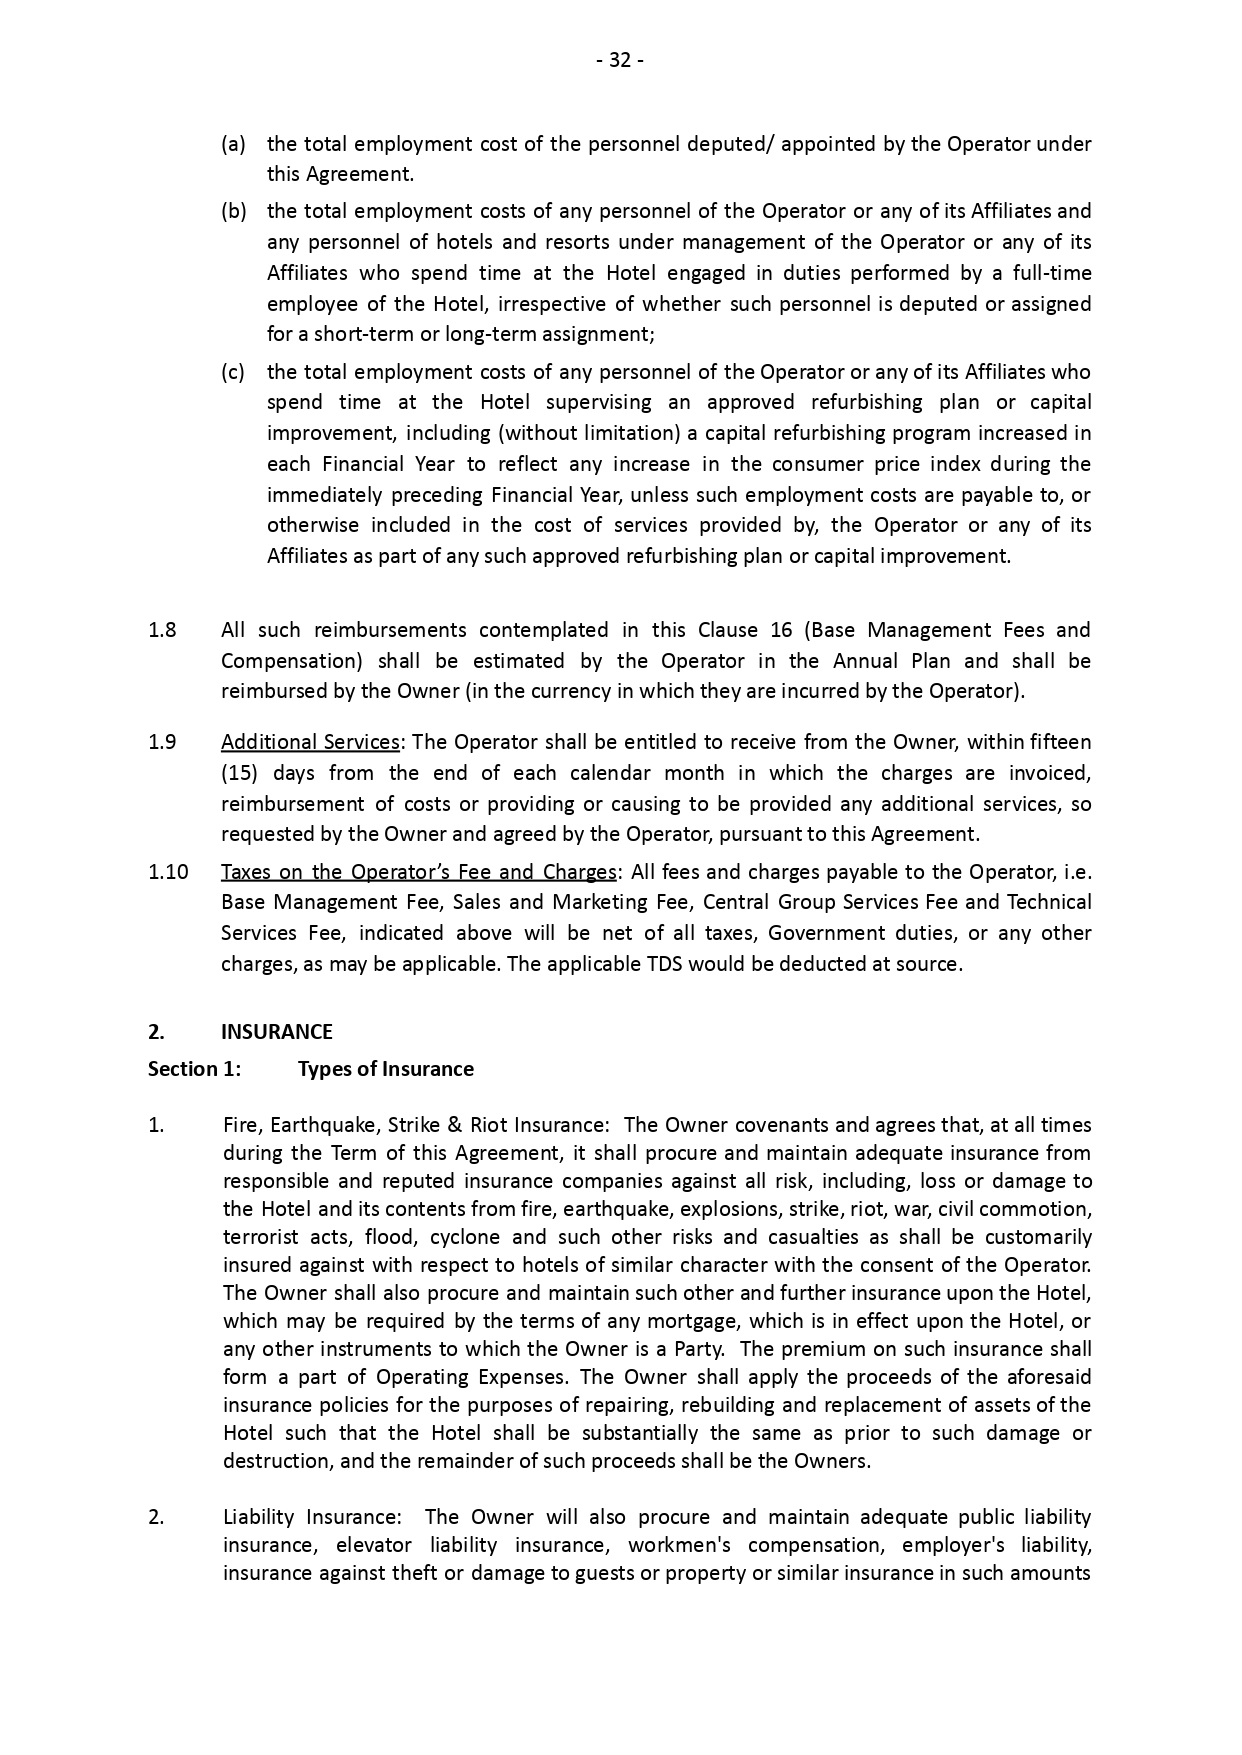 - 32 -
(a) the total employment cost of the personnel deputed/ appointed by the Operator under
this Agreement.
(b) the total employment costs of any personnel of the Operator or any of its Affiliates and
any personnel of hotels and resorts under management of the Operator or any of its
Affiliates who spend time at the Hotel engaged in duties performed by a full-time
employee of the Hotel, irrespective of whether such personnel is deputed or assigned
for a short-term or long-term assignment;
(c) the total employment costs of any personnel of the Operator or any of its Affiliates who
spend time at the Hotel supervising an approved refurbishing plan or capital
improvement, including (without limitation) a capital refurbishing program increased in
each Financial Year to reflect any increase in the consumer price index during the
immediately preceding Financial Year, unless such employment costs are payable to, or
otherwise included in the cost of services provided by, the Operator or any of its
Affiliates as part of any such approved refurbishing plan or capital improvement.
1.8 All such reimbursements contemplated in this Clause 16 (Base Management Fees and
Compensation) shall be estimated by the Operator in the Annual Plan and shall be
reimbursed by the Owner (in the currency in which they are incurred by the Operator).
1.9 Additional Services: The Operator shall be entitled to receive from the Owner, within fifteen
(15) days from the end of each calendar month in which the charges are invoiced,
reimbursement of costs or providing or causing to be provided any additional services, so
requested by the Owner and agreed by the Operator, pursuant to this Agreement.
1.10 Taxes on the Operator’s Fee and Charges: All fees and charges payable to the Operator, i.e.
Base Management Fee, Sales and Marketing Fee, Central Group Services Fee and Technical
Services Fee, indicated above will be net of all taxes, Government duties, or any other
charges, as may be applicable. The applicable TDS would be deducted at source.
2. INSURANCE
Section 1: Types of Insurance
1. Fire, Earthquake, Strike & Riot Insurance: The Owner covenants and agrees that, at all times
during the Term of this Agreement, it shall procure and maintain adequate insurance from
responsible and reputed insurance companies against all risk, including, loss or damage to
the Hotel and its contents from fire, earthquake, explosions, strike, riot, war, civil commotion,
terrorist acts, flood, cyclone and such other risks and casualties as shall be customarily
insured against with respect to hotels of similar character with the consent of the Operator.
The Owner shall also procure and maintain such other and further insurance upon the Hotel,
which may be required by the terms of any mortgage, which is in effect upon the Hotel, or
any other instruments to which the Owner is a Party. The premium on such insurance shall
form a part of Operating Expenses. The Owner shall apply the proceeds of the aforesaid
insurance policies for the purposes of repairing, rebuilding and replacement of assets of the
Hotel such that the Hotel shall be substantially the same as prior to such damage or
destruction, and the remainder of such proceeds shall be the Owners.
2. Liability Insurance: The Owner will also procure and maintain adequate public liability
insurance, elevator liability insurance, workmen's compensation, employer's liability,
insurance against theft or damage to guests or property or similar insurance in such amounts